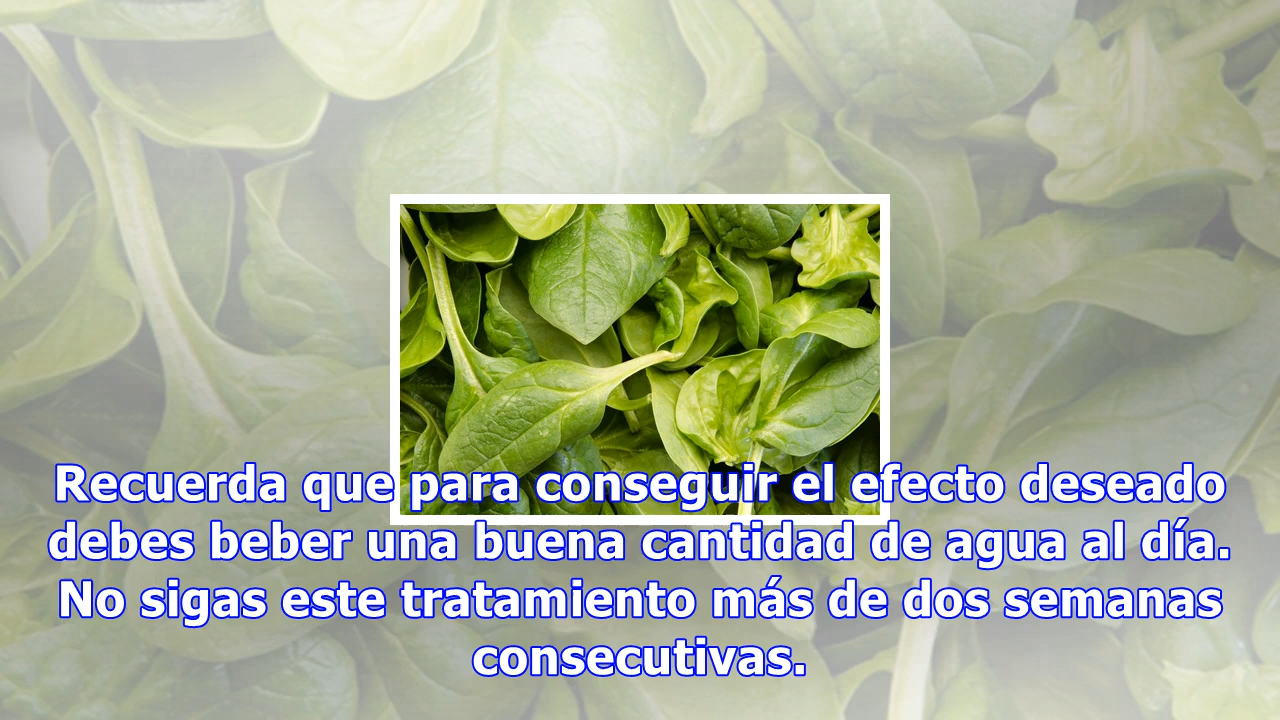 Recuerda que para conseguir el efecto deseado
debes beber una buena cantidad de agua al día.
No sigas este tratamiento más de dos semanas
consecutivas.